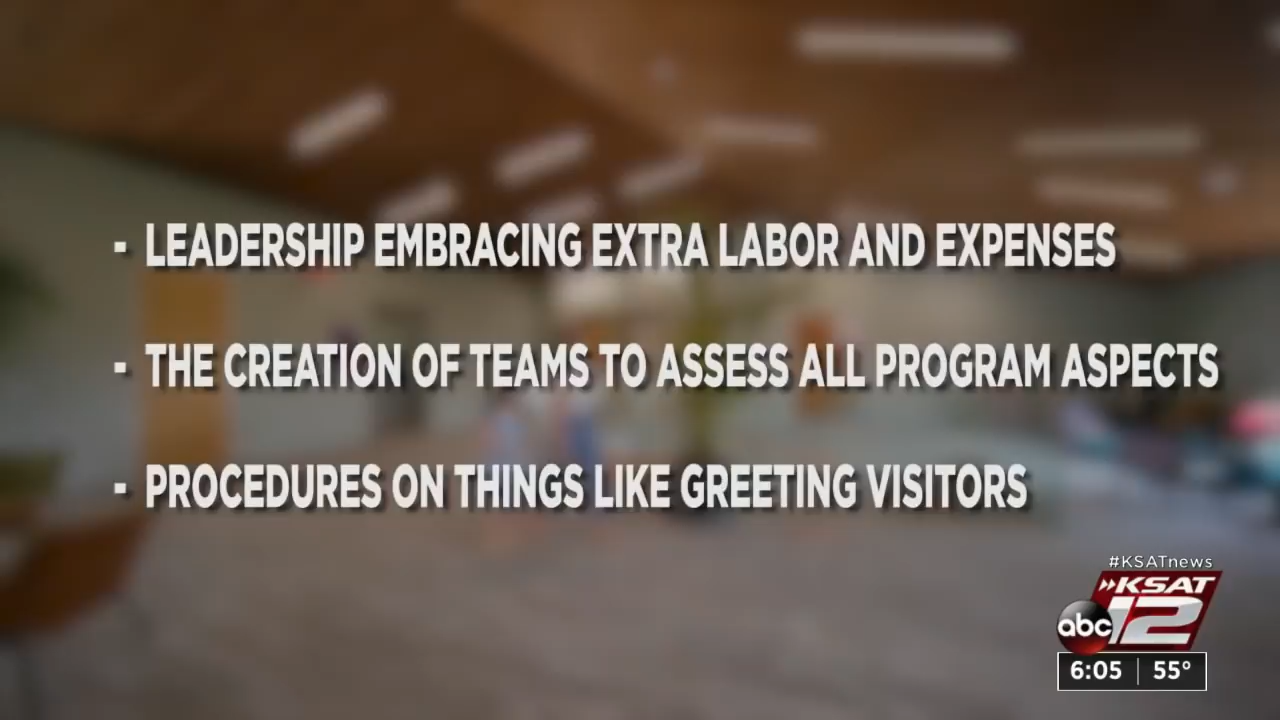 - LEADERSHIP EMBRACING EXTRA LABOR AND EXPENSES
- THE CREATION OF TEAMS TO ASSESS ALL PROGRAM ASPECTS
- PROCEDURES ON THINGS LIKE GREETING VISITORS
#KSATnews
KSAT
abc 12
6:05 55°